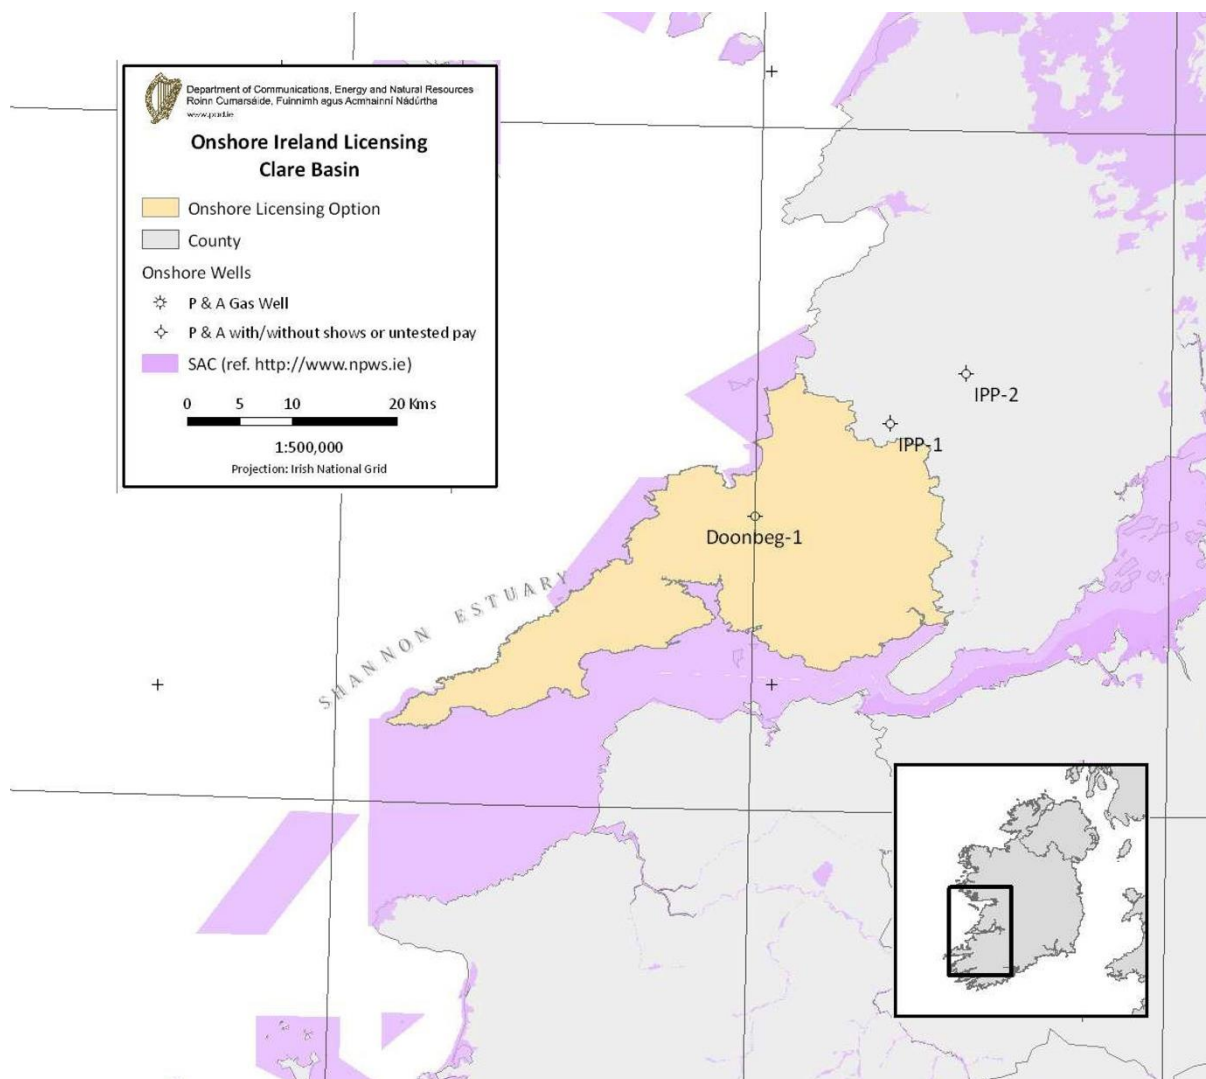 Department of Communications, Energy and Natural Resources
Roinn Cumarsáide, Fuinnimh agus Acmhainní Nádúrtha
www.pad.ie
Onshore Ireland Licensing
Clare Basin
Onshore Licensing Option
County
Onshore Wells
P & A Gas Well
P & A with/without shows or untested pay
SAC (ref. http://www.npws.ie)
0 5 10 20 Kms
1:500,000
Projection: Irish National Grid
IPP-2
IPP-1
Doonbeg-1
SHANNON ESTUARY